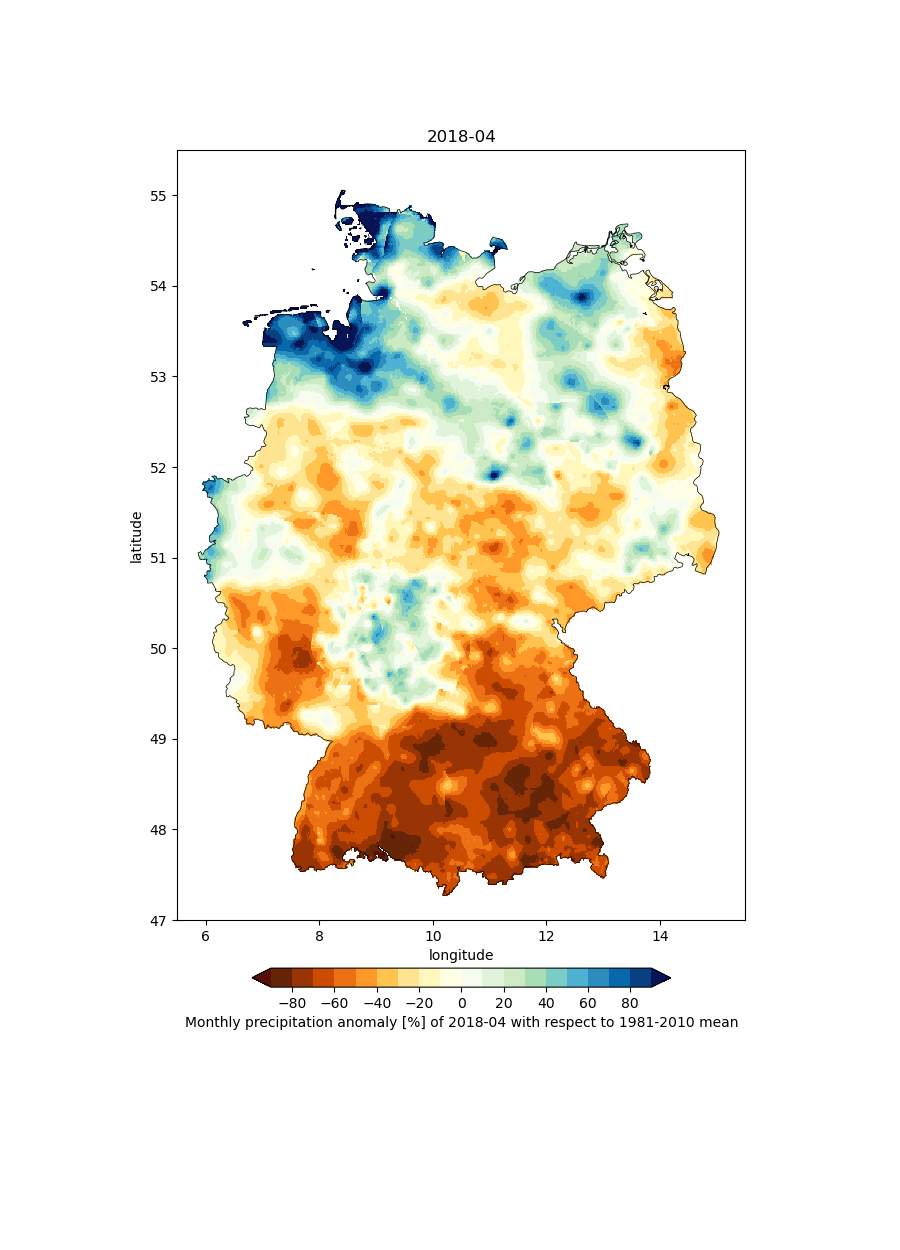 2018-04
55
54
53
52
51
50
49
48
47
latitude
6 8 10 12 14
longitude
−80 −60 −40 −20 0 20 40 60 80
Monthly precipitation anomaly [%] of 2018-04 with respect to 1981-2010 mean